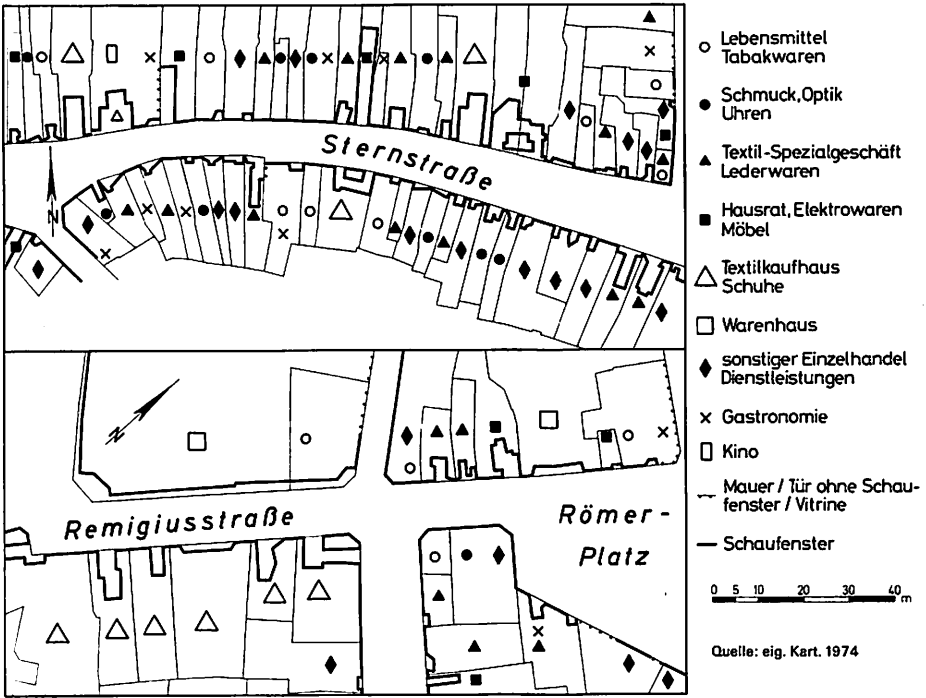 Sternstraße
N
N
Remigiusstraße
Römer-
Platz
Lebensmittel
Tabakwaren
Schmuck, Optik
Uhren
Textil-Spezialgeschäft
Lederwaren
Hausrat, Elektrowaren
Möbel
Textilkaufhaus
Schuhe
Warenhaus
sonstiger Einzelhandel
Dienstleistungen
Gastronomie
Kino
Mauer / Tür ohne Schau-
fenster / Vitrine
Schaufenster
0 5 10 20 30 40
m
Quelle: eig. Kart. 1974